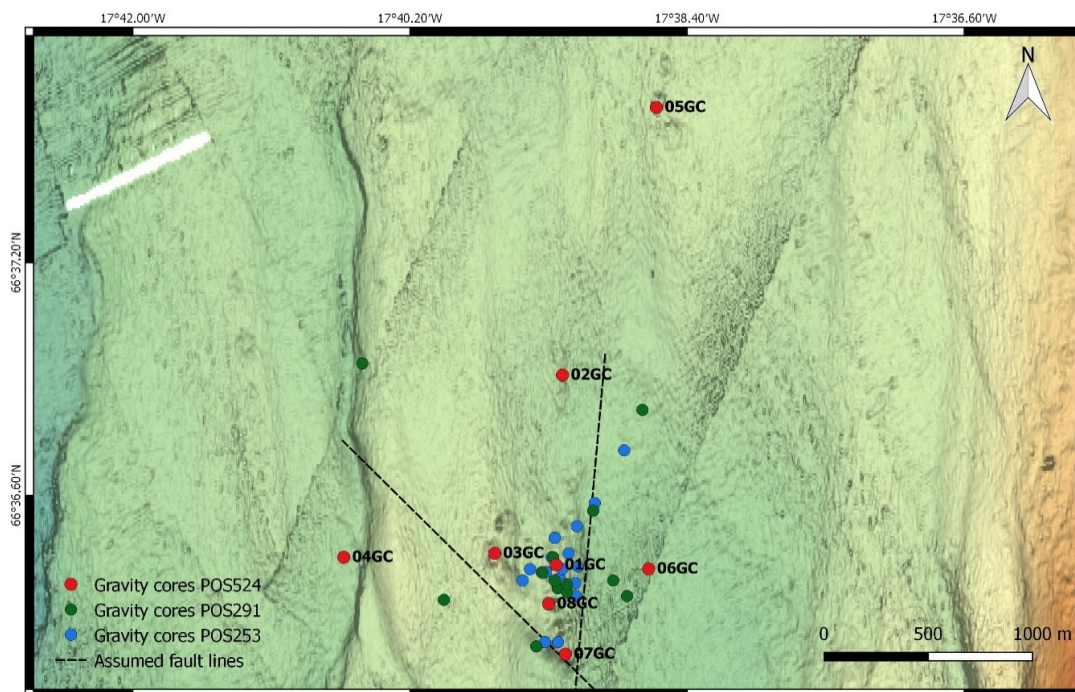 17°42.00'W 17°40.20'W 17°38.40'W 17°36.60'W
N
05GC
66°37.20'N
02GC
66°36.60'N
03GC
04GC
01GC
06GC
Gravity cores POS524
08GC
Gravity cores POS291
0 500 1000 m
Gravity cores POS253
07GC
Assumed fault lines